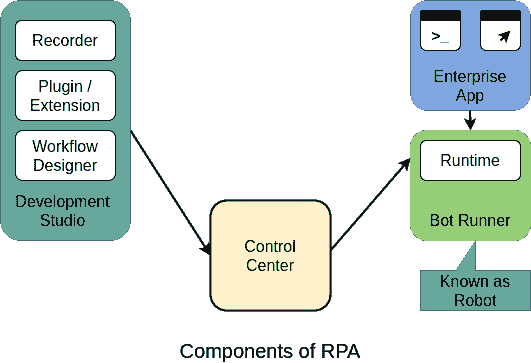 Recorder
Plugin /
Extension
Workflow
Designer
Development
Studio
Control
Center
>_
Enterprise
App
Runtime
Bot Runner
Known as
Robot
Components of RPA